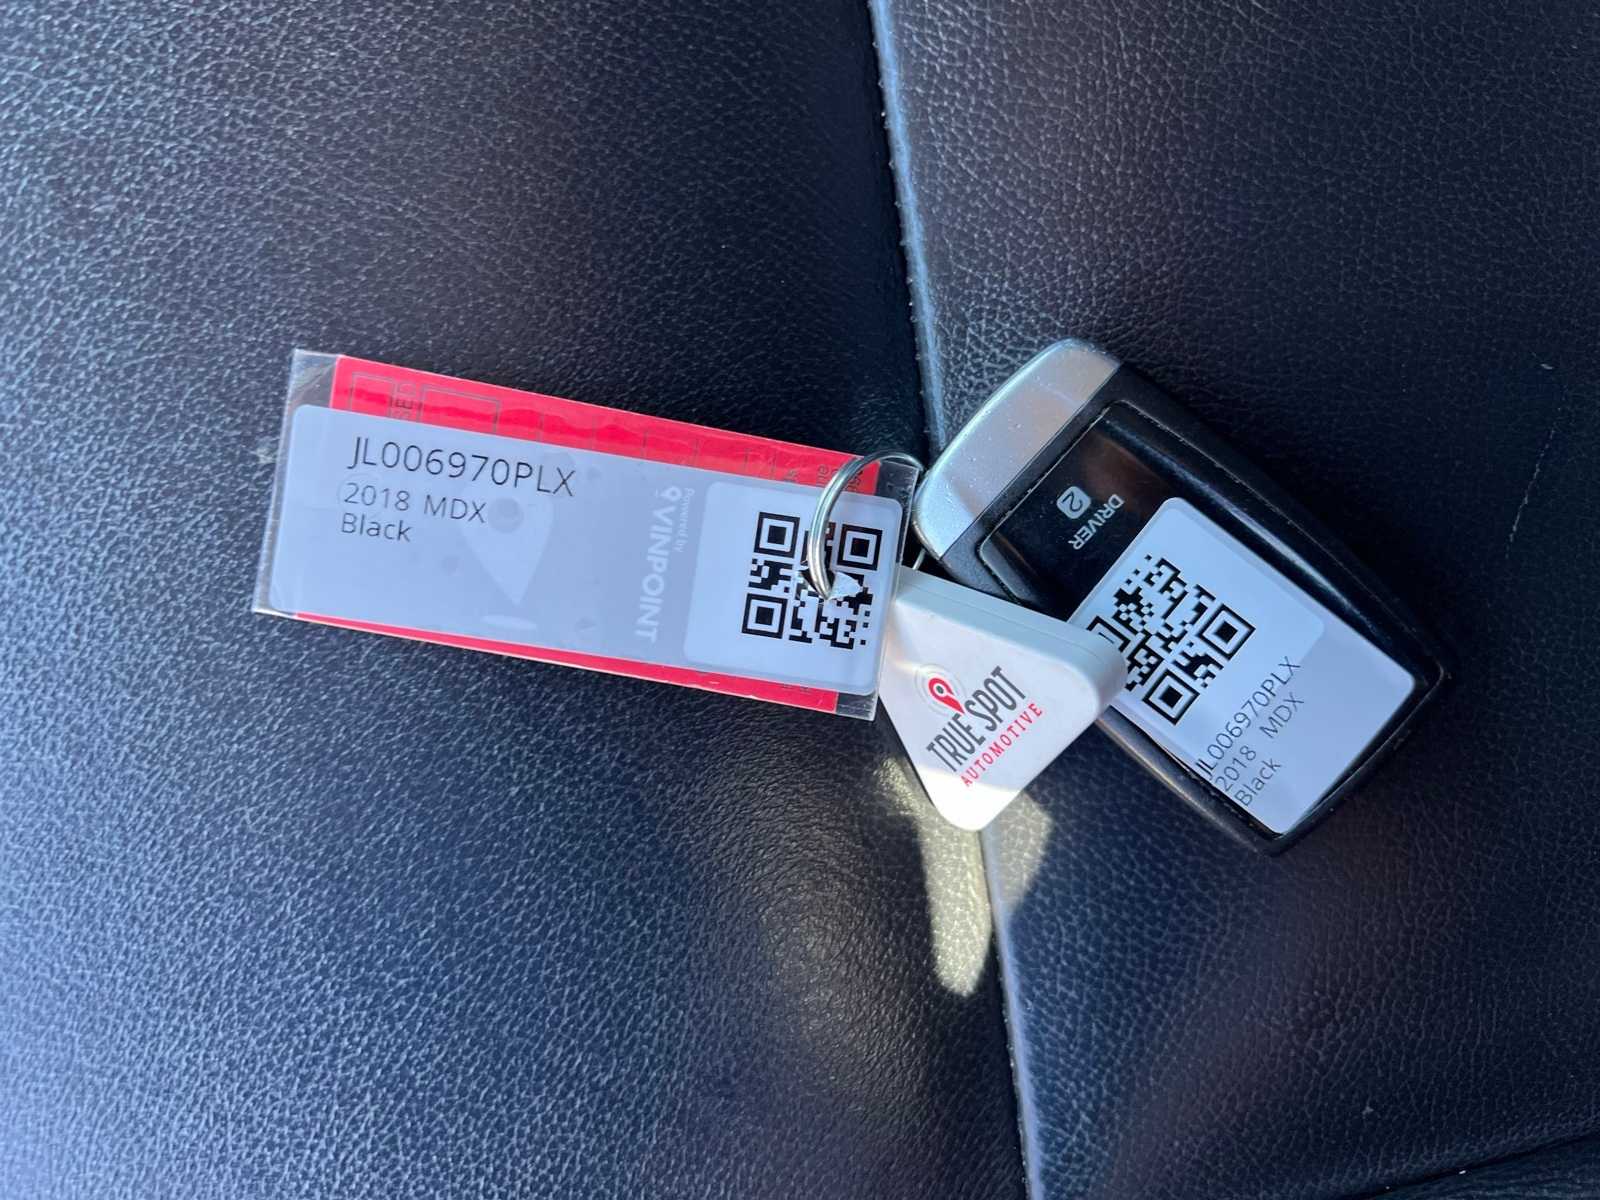 JL006970PLX
2018 MDX
Black
Powered by
VINPOINT
DRIVER
2
TRUE SPOT
AUTOMOTIVE
JL006970PLX
2018 MDX
Black